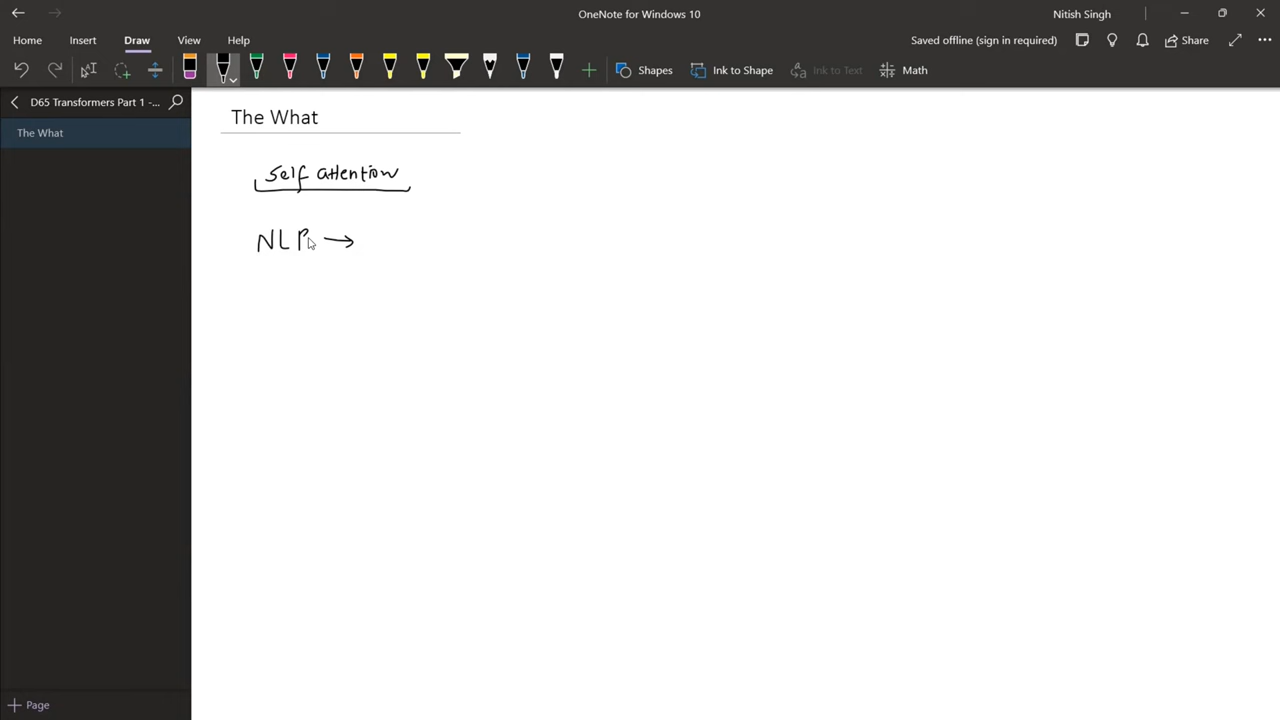 OneNote for Windows 10
Nitish Singh
Home Insert Draw View Help
Saved offline (sign in required)
Share
Shapes
Ink to Shape
Ink to Text
Math
D65 Transformers Part 1 -...
The What
The What
Self attention
NLP →
+ Page